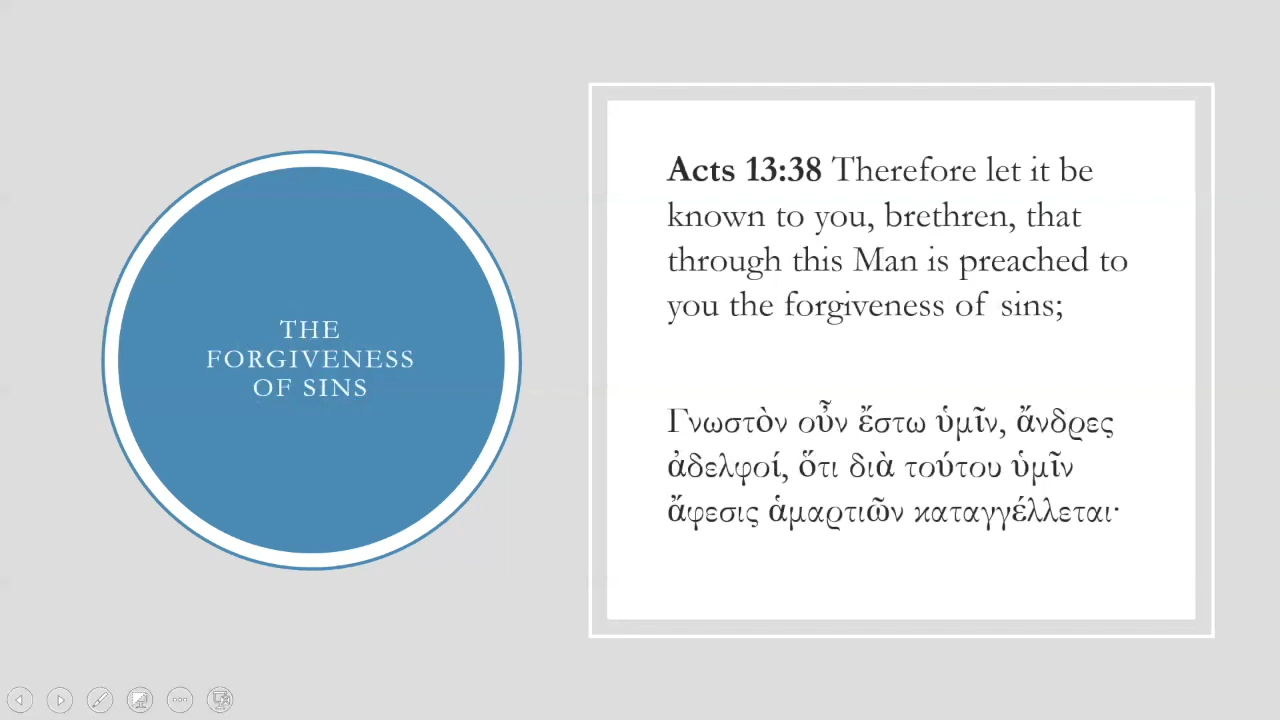 THE
FORGIVENESS
OF SINS
Acts 13:38 Therefore let it be
known to you, brethren, that
through this Man is preached to
you the forgiveness of sins;
Γνωστὸν οὖν ἔστω ὑμῖν, ἄνδρες
ἀδελφοί, ὅτι διὰ τούτου ὑμῖν
ἄφεσις ἁμαρτιῶν καταγγέλλεται·